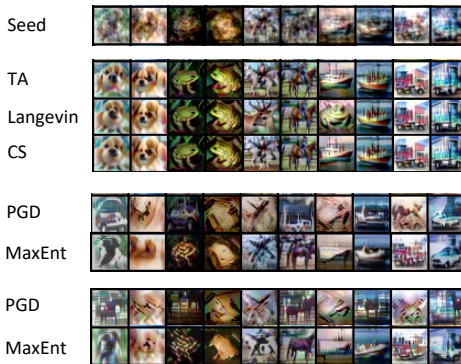 Seed
TA
Langevin
CS
PGD
MaxEnt
PGD
MaxEnt